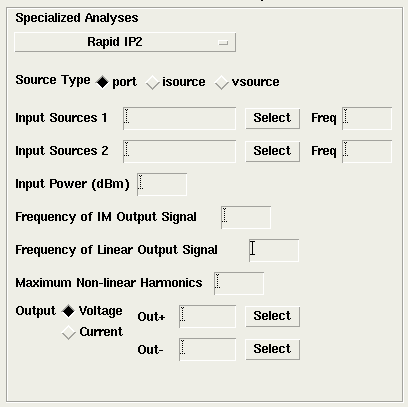 Specialized Analyses
Rapid IP2
Source Type port isource vsource
Input Sources 1 Select Freq
Input Sources 2 Select Freq
Input Power (dBm)
Frequency of IM Output Signal
Frequency of Linear Output Signal
Maximum Non-linear Harmonics
Output Voltage Out+ Select
Current
Out- Select